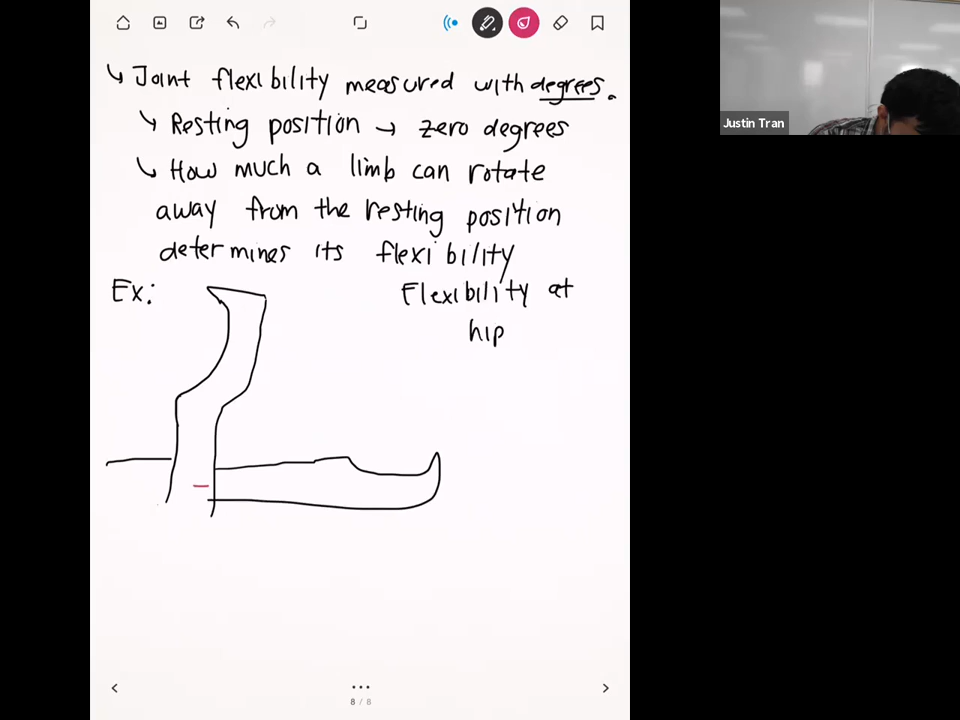 ↳ Joint flexibility measured with degrees.
↳ Resting position → zero degrees
↳ How much a limb can rotate
away from the resting position
determines its flexibility
Ex:
Flexibility at
hip
8 / 8
Justin Tran